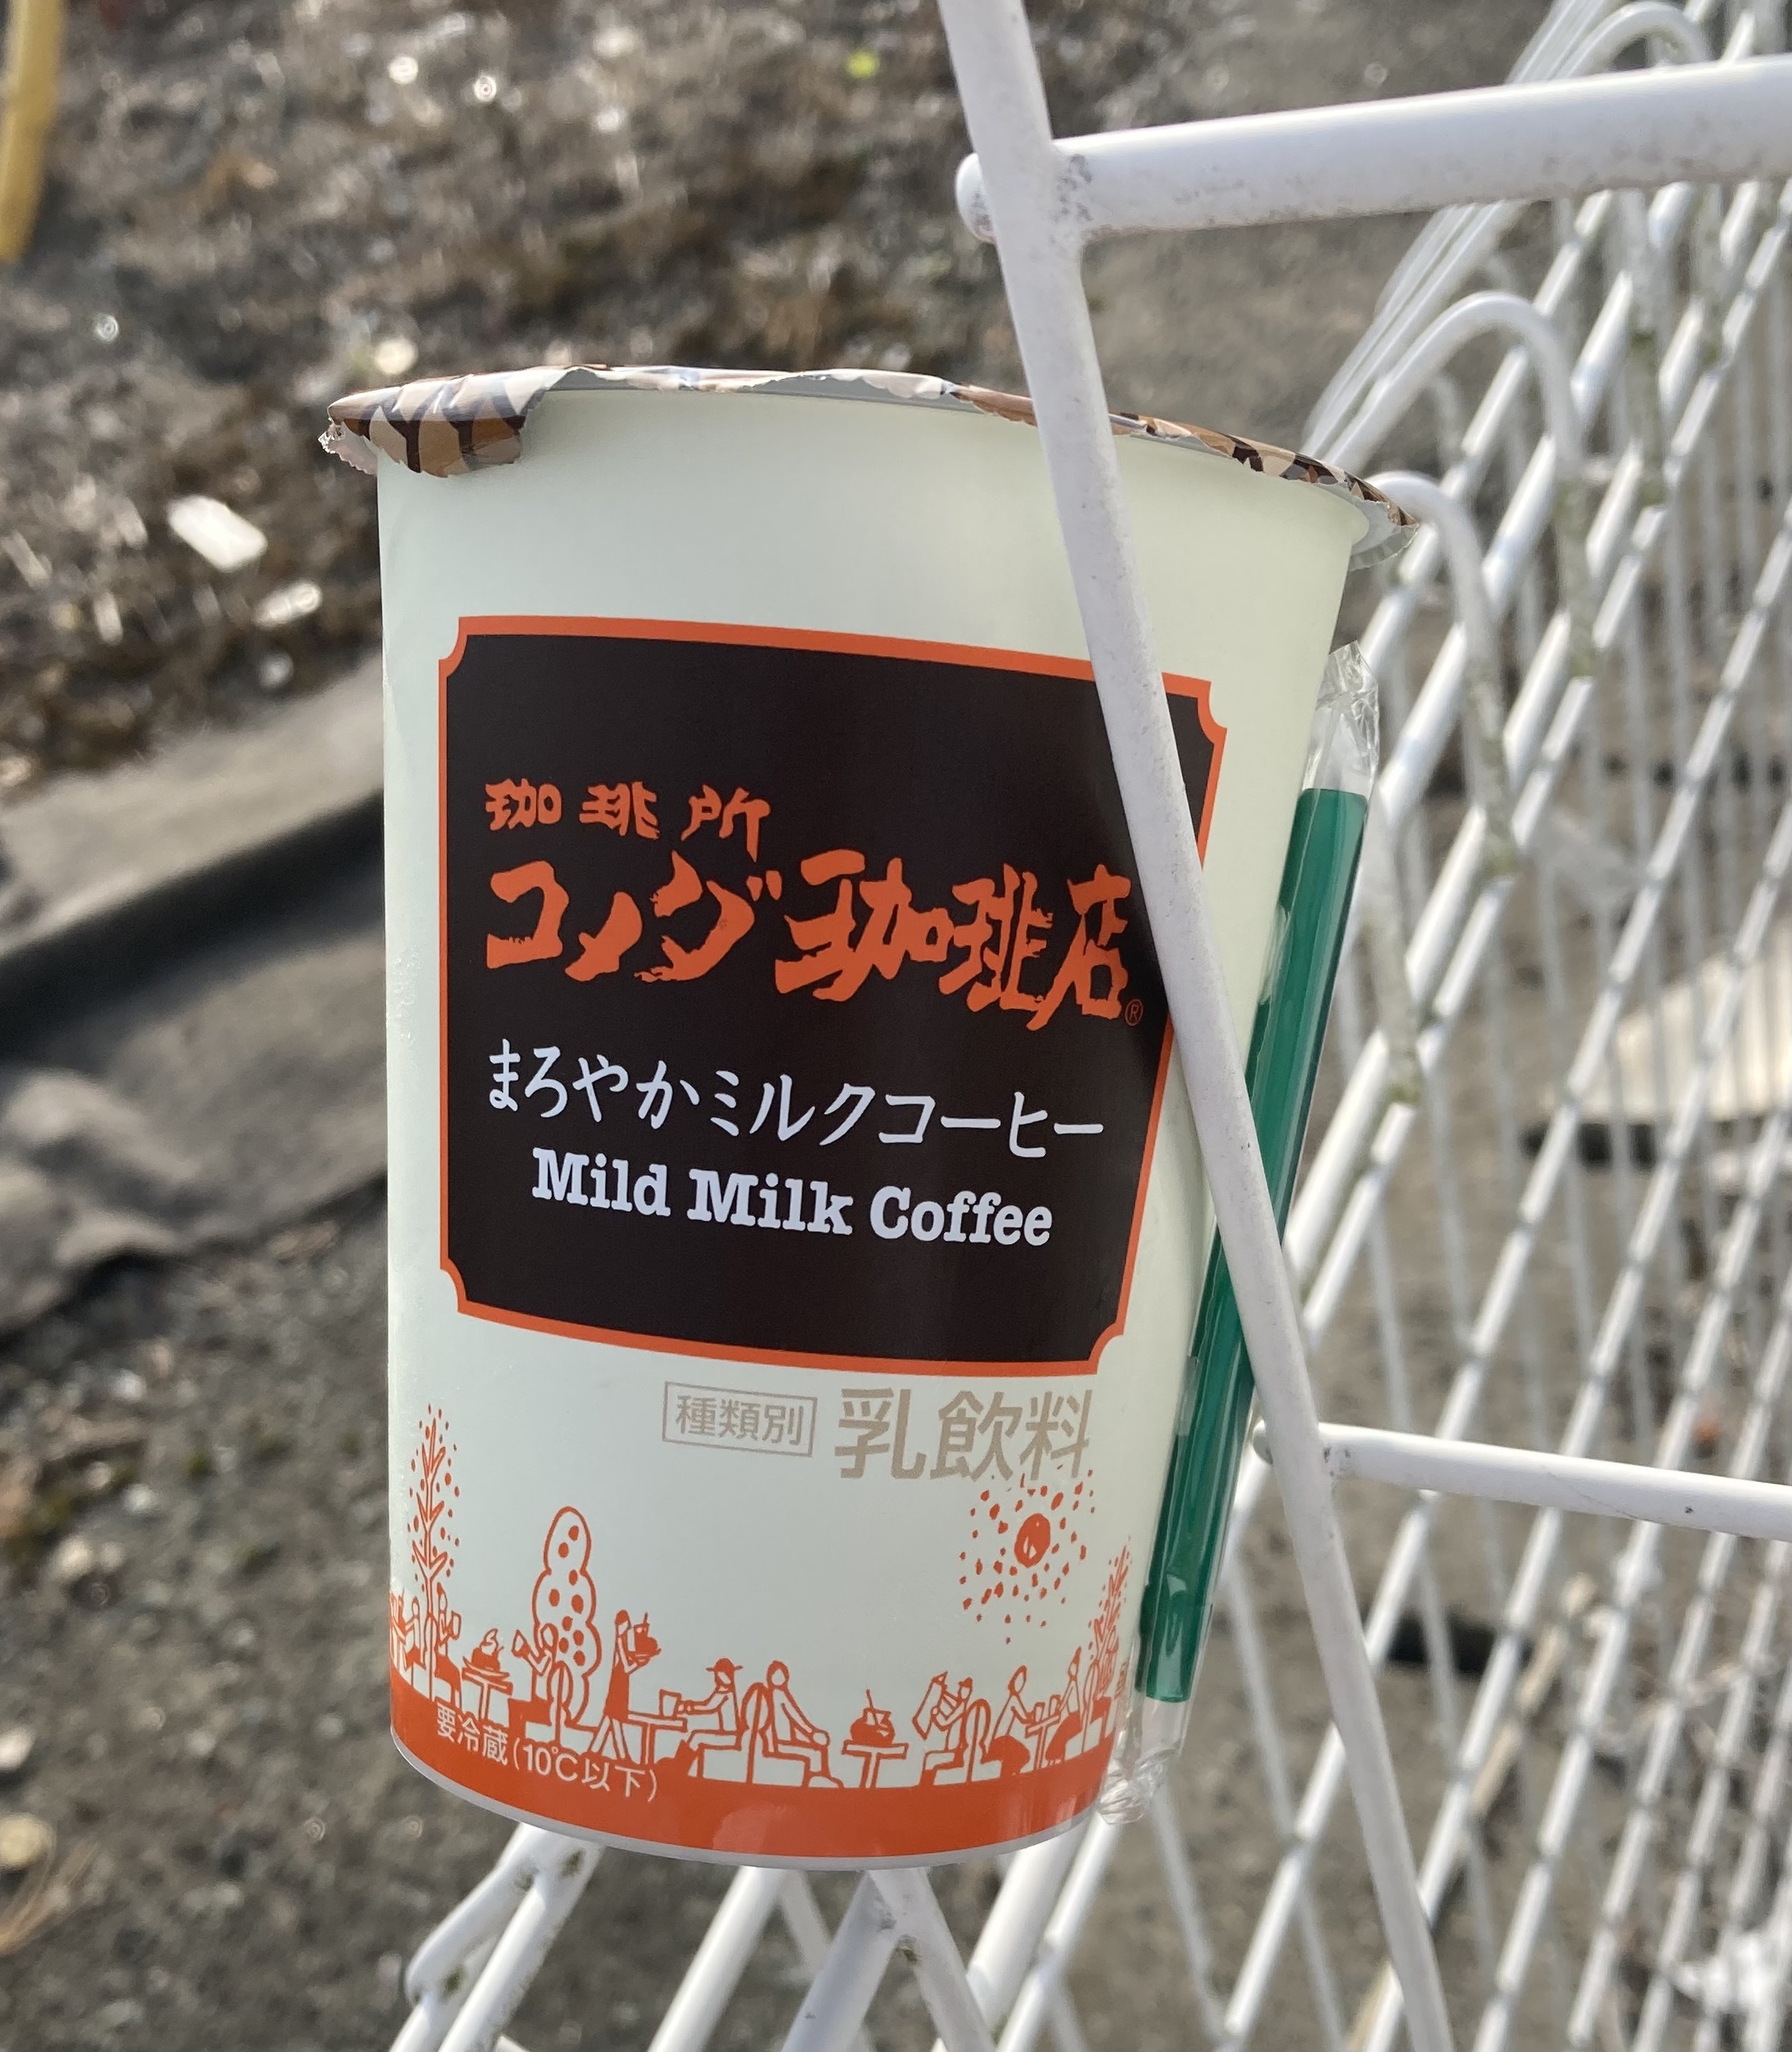 珈琲所
コメダ珈琲店®
まろやかミルクコーヒー
Mild Milk Coffee
種類別 乳飲料
要冷蔵(10℃以下)